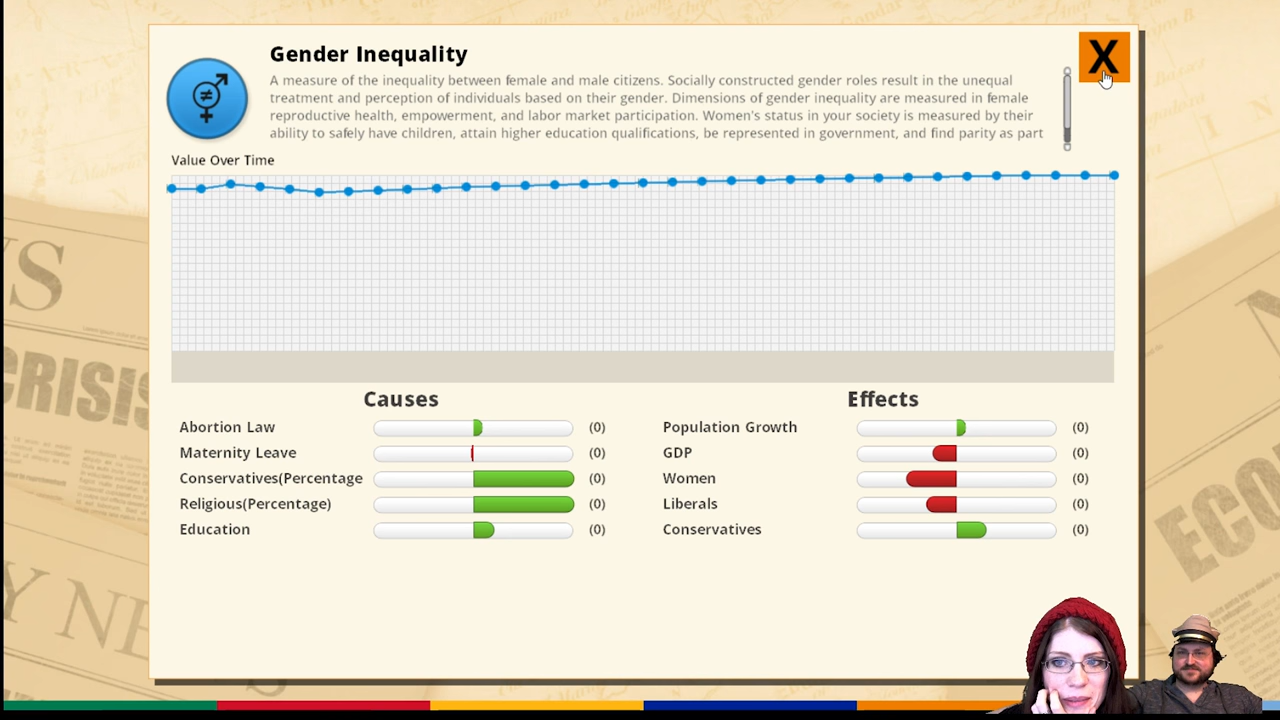 Gender Inequality
X
A measure of the inequality between female and male citizens. Socially constructed gender roles result in the unequal
treatment and perception of individuals based on their gender. Dimensions of gender inequality are measured in female
reproductive health, empowerment, and labor market participation. Women's status in your society is measured by their
ability to safely have children, attain higher education qualifications, be represented in government, and find parity as part
Value Over Time
Causes
Abortion Law (0)
Maternity Leave (0)
Conservatives(Percentage (0)
Religious(Percentage) (0)
Education (0)
Effects
Population Growth (0)
GDP (0)
Women (0)
Liberals (0)
Conservatives (0)
CRISIS
ECO